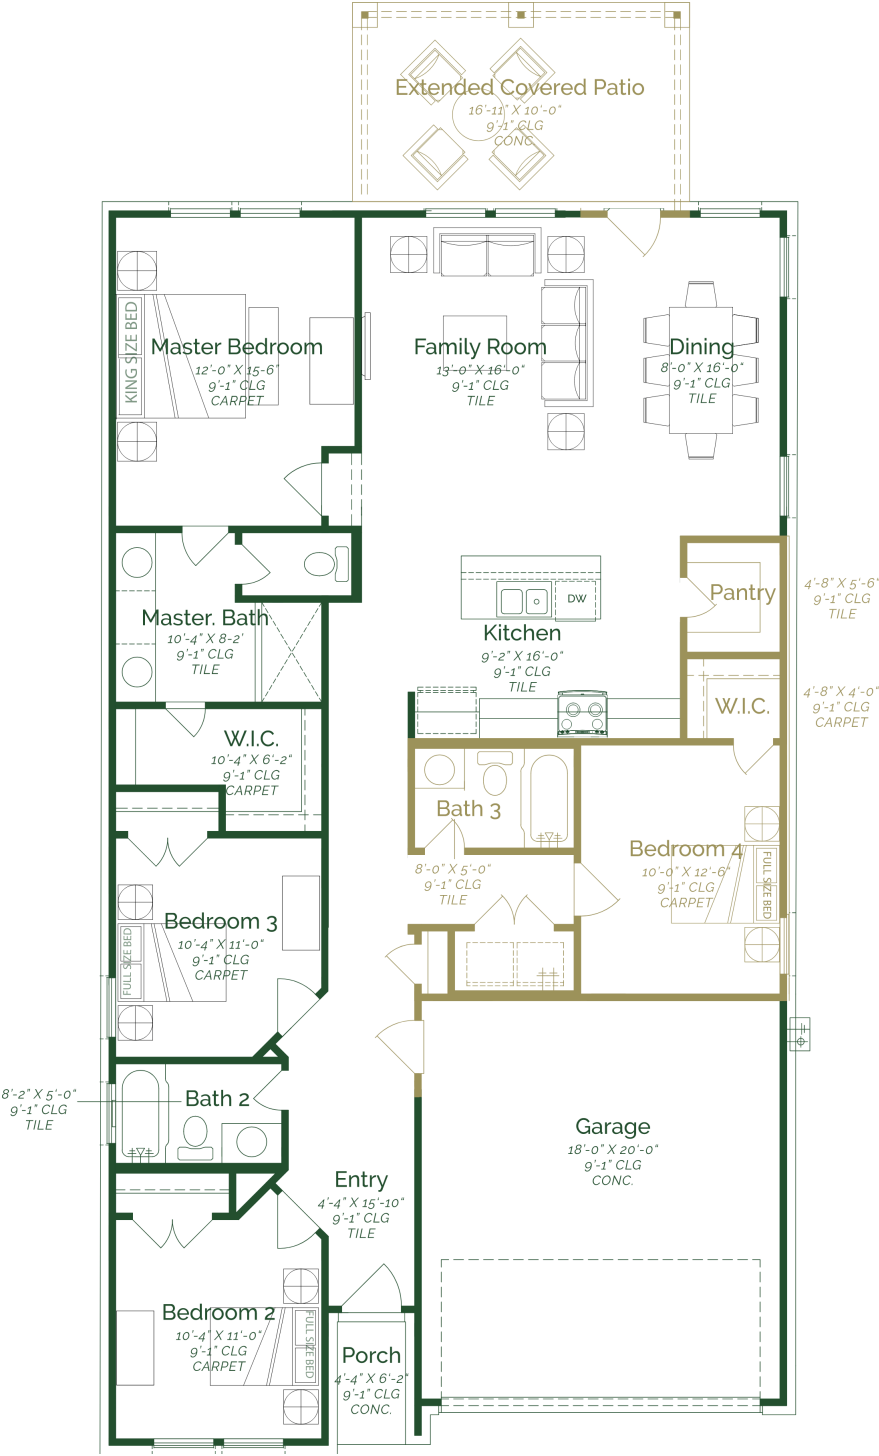 Extended Covered Patio
16'-11" X 10'-0"
9'-1" CLG
CONC
KING SIZE BED
Master Bedroom
12'-0" X 15-6"
9'-1" CLG
CARPET
Family Room
13'-0" X 16'-0"
9'-1" CLG
TILE
Dining
8'-0" X 16'-0"
9'-1" CLG
TILE
Master. Bath
10'-4" X 8-2'
9'-1" CLG
TILE
DW
Kitchen
9'-2" X 16'-0"
9'-1" CLG
TILE
Pantry
4'-8" X 5'-6"
9'-1" CLG
TILE
W.I.C.
4'-8" X 4'-0"
9'-1" CLG
CARPET
W.I.C.
10'-4" X 6'-2"
9'-1" CLG
CARPET
Bath 3
8'-0" X 5'-0"
9'-1" CLG
TILE
Bedroom 4
10'-0" X 12'-6"
9'-1" CLG
CARPET
FULL SIZE BED
Bedroom 3
10'-4" X 11'-0"
9'-1" CLG
CARPET
FULL SIZE BED
Bath 2
8'-2" X 5'-0"
9'-1" CLG
TILE
Garage
18'-0" X 20'-0"
9'-1" CLG
CONC.
Entry
4'-4" X 15'-10"
9'-1" CLG
TILE
Bedroom 2
10'-4" X 11'-0"
9'-1" CLG
CARPET
FULL SIZE BED
Porch
4'-4" X 6'-2"
9'-1" CLG
CONC.